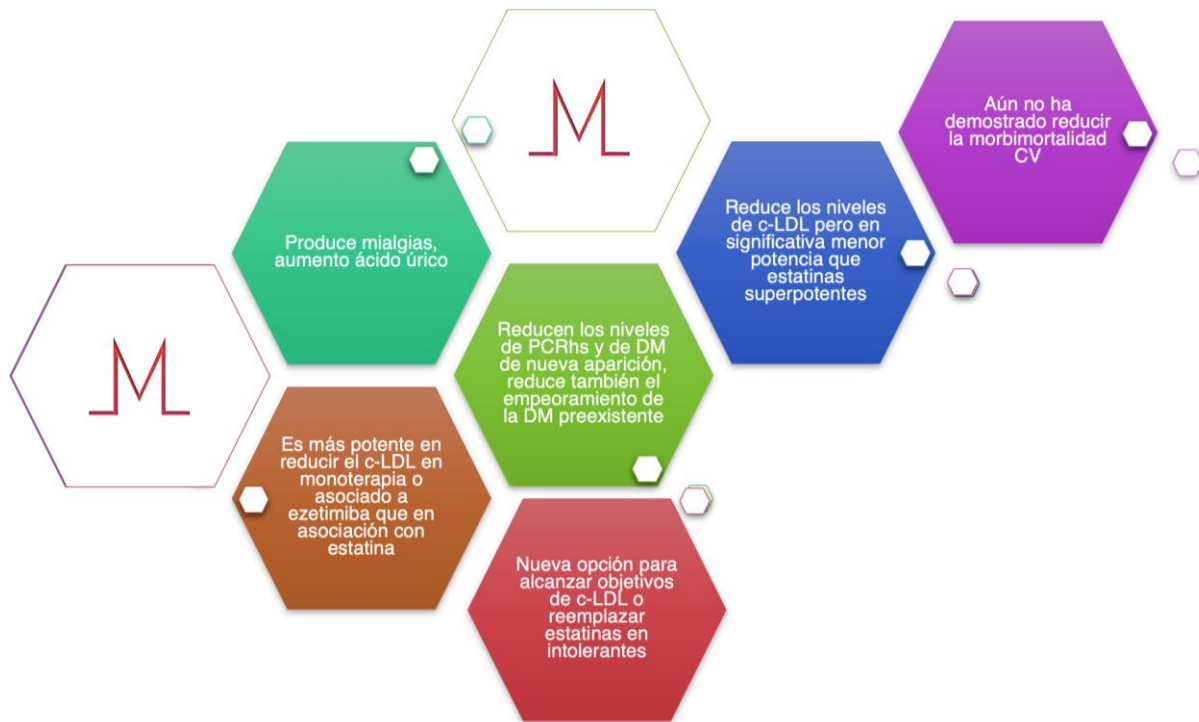 Aún no ha
demostrado reducir
la morbimortalidad
CV
Reduce los niveles
de c-LDL pero en
significativa menor
potencia que
estatinas
superpotentes
Produce mialgias,
aumento ácido úrico
Reducen los niveles
de PCRhs y de DM
de nueva aparición,
reduce también el
empeoramiento de
la DM preexistente
Es más potente en
reducir el c-LDL en
monoterapia o
asociado a
ezetimiba que en
asociación con
estatina
Nueva opción para
alcanzar objetivos
de c-LDL o
reemplazar
estatinas en
intolerantes